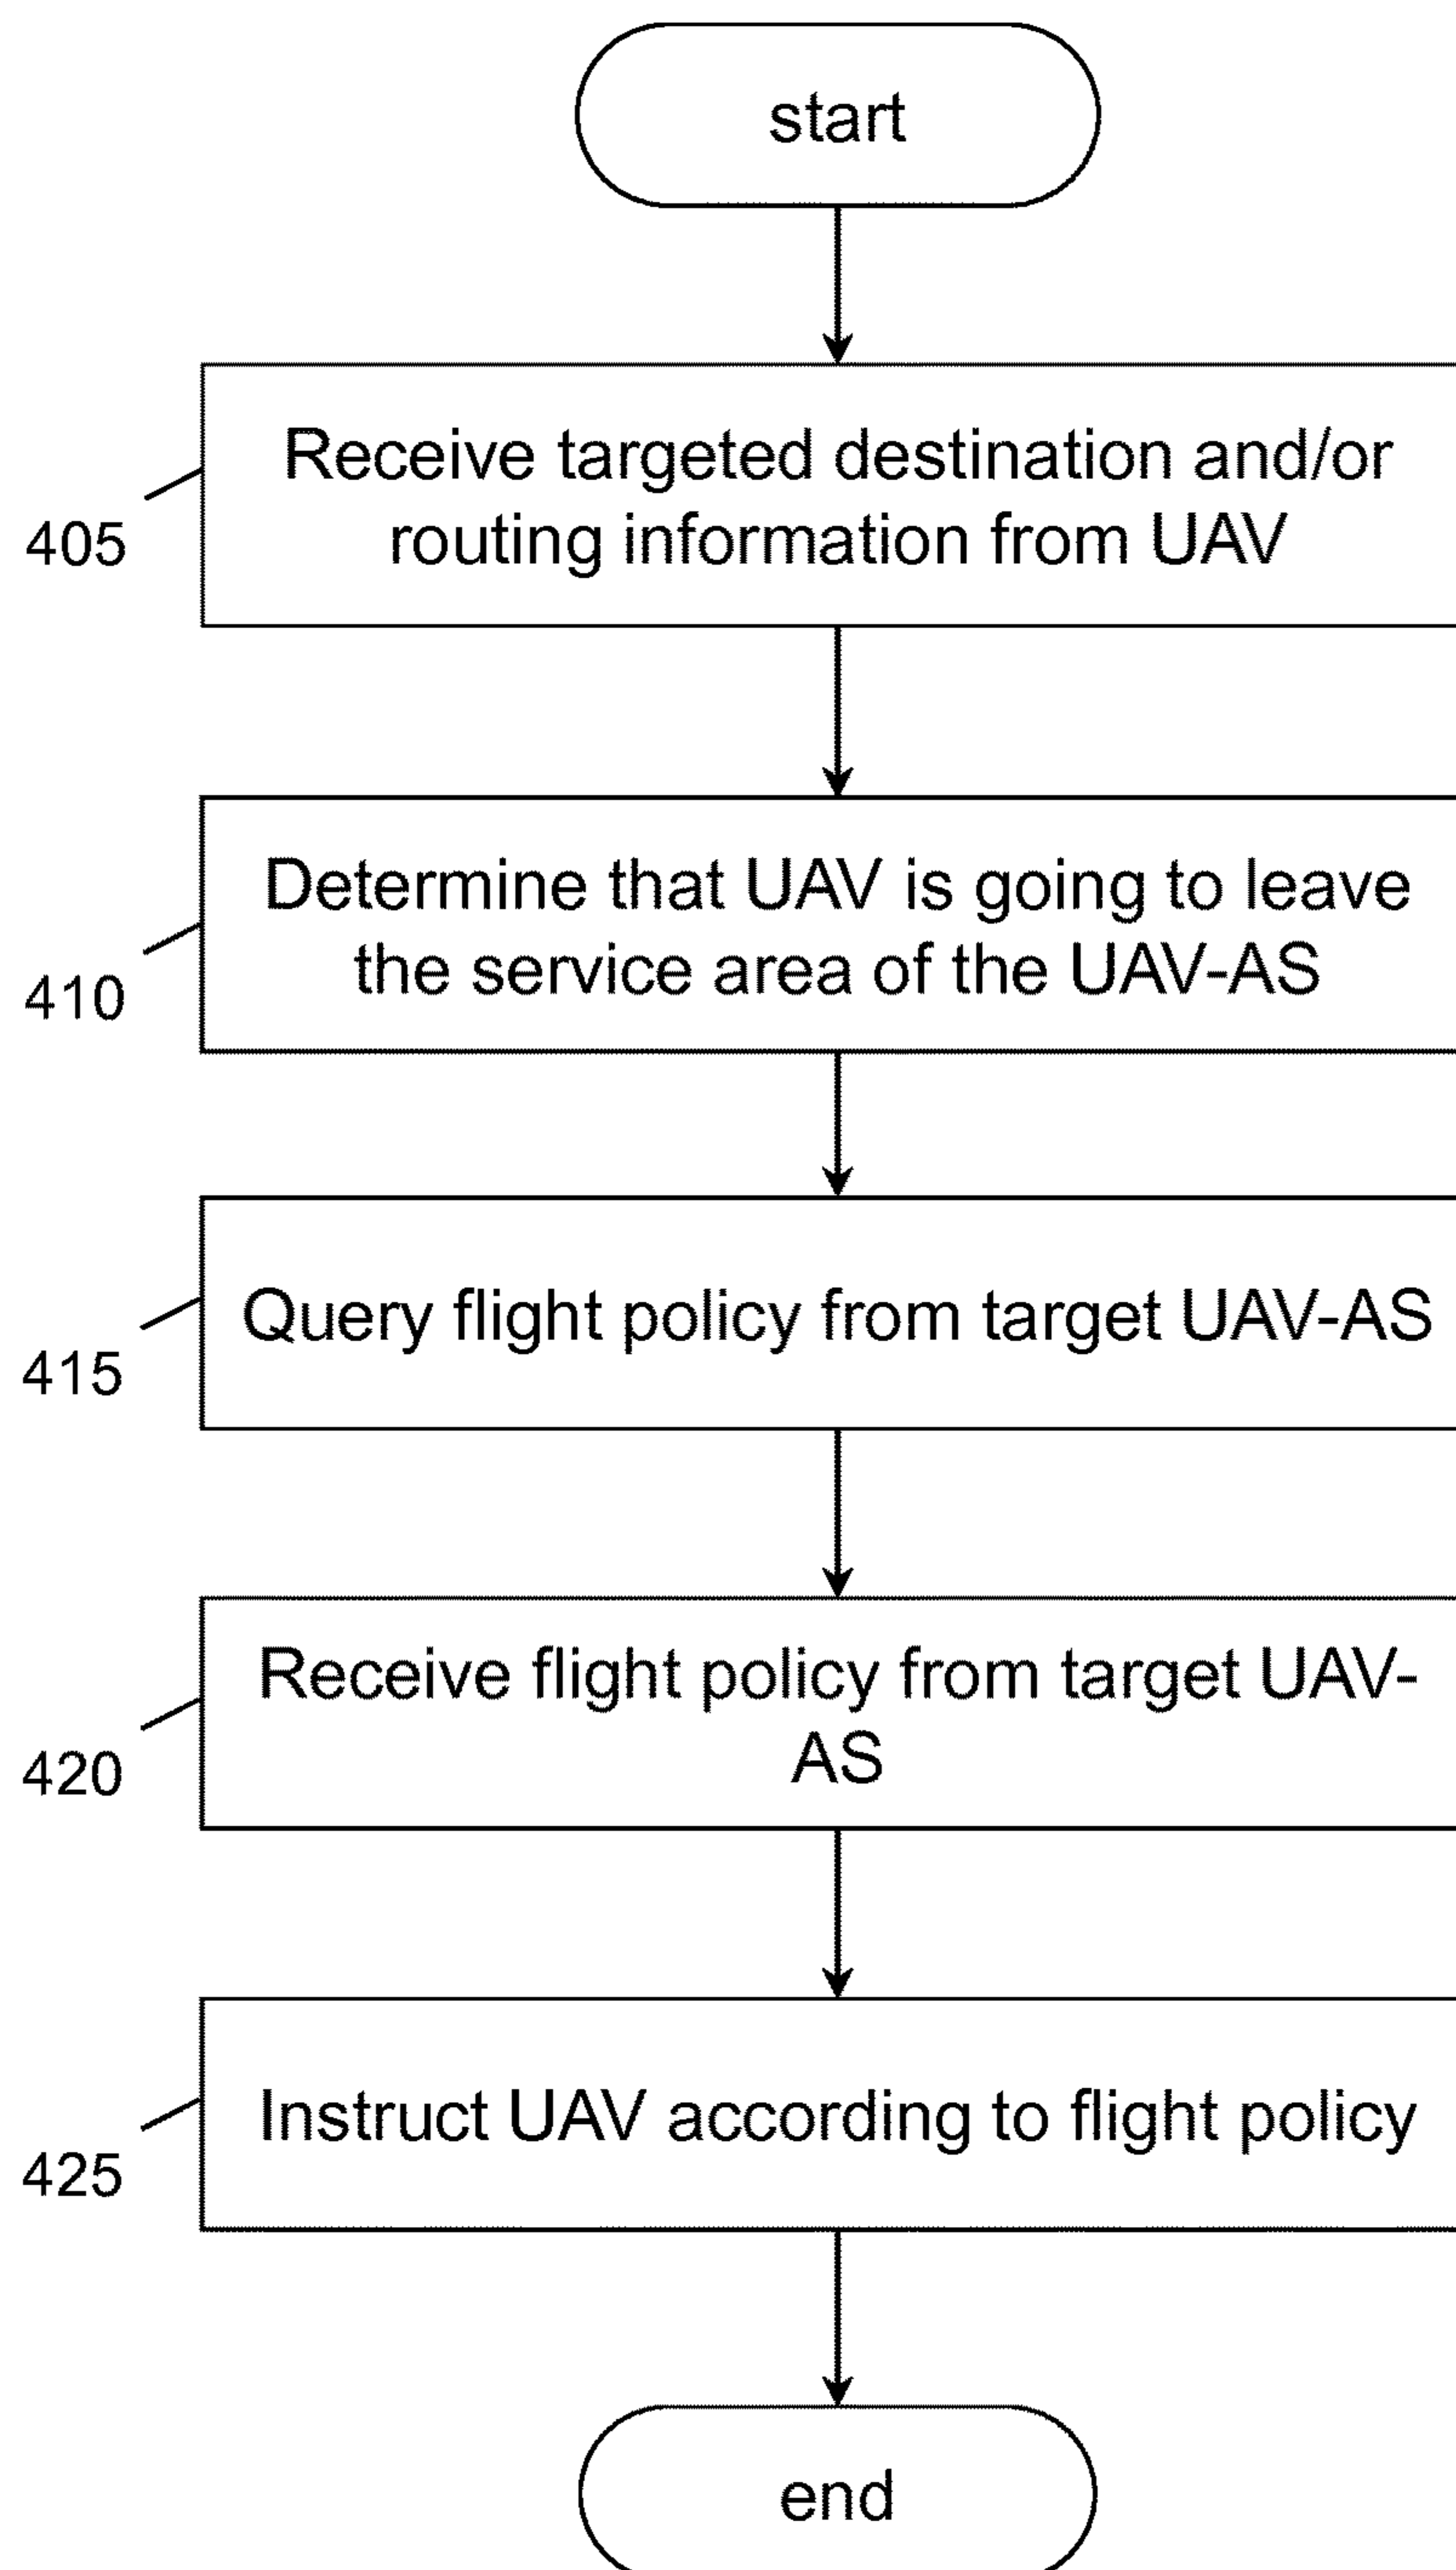 start
Receive targeted destination and/or
routing information from UAV
405
Determine that UAV is going to leave
the service area of the UAV-AS
410
Query flight policy from target UAV-AS
415
Receive flight policy from target UAV-
AS
420
Instruct UAV according to flight policy
425
end